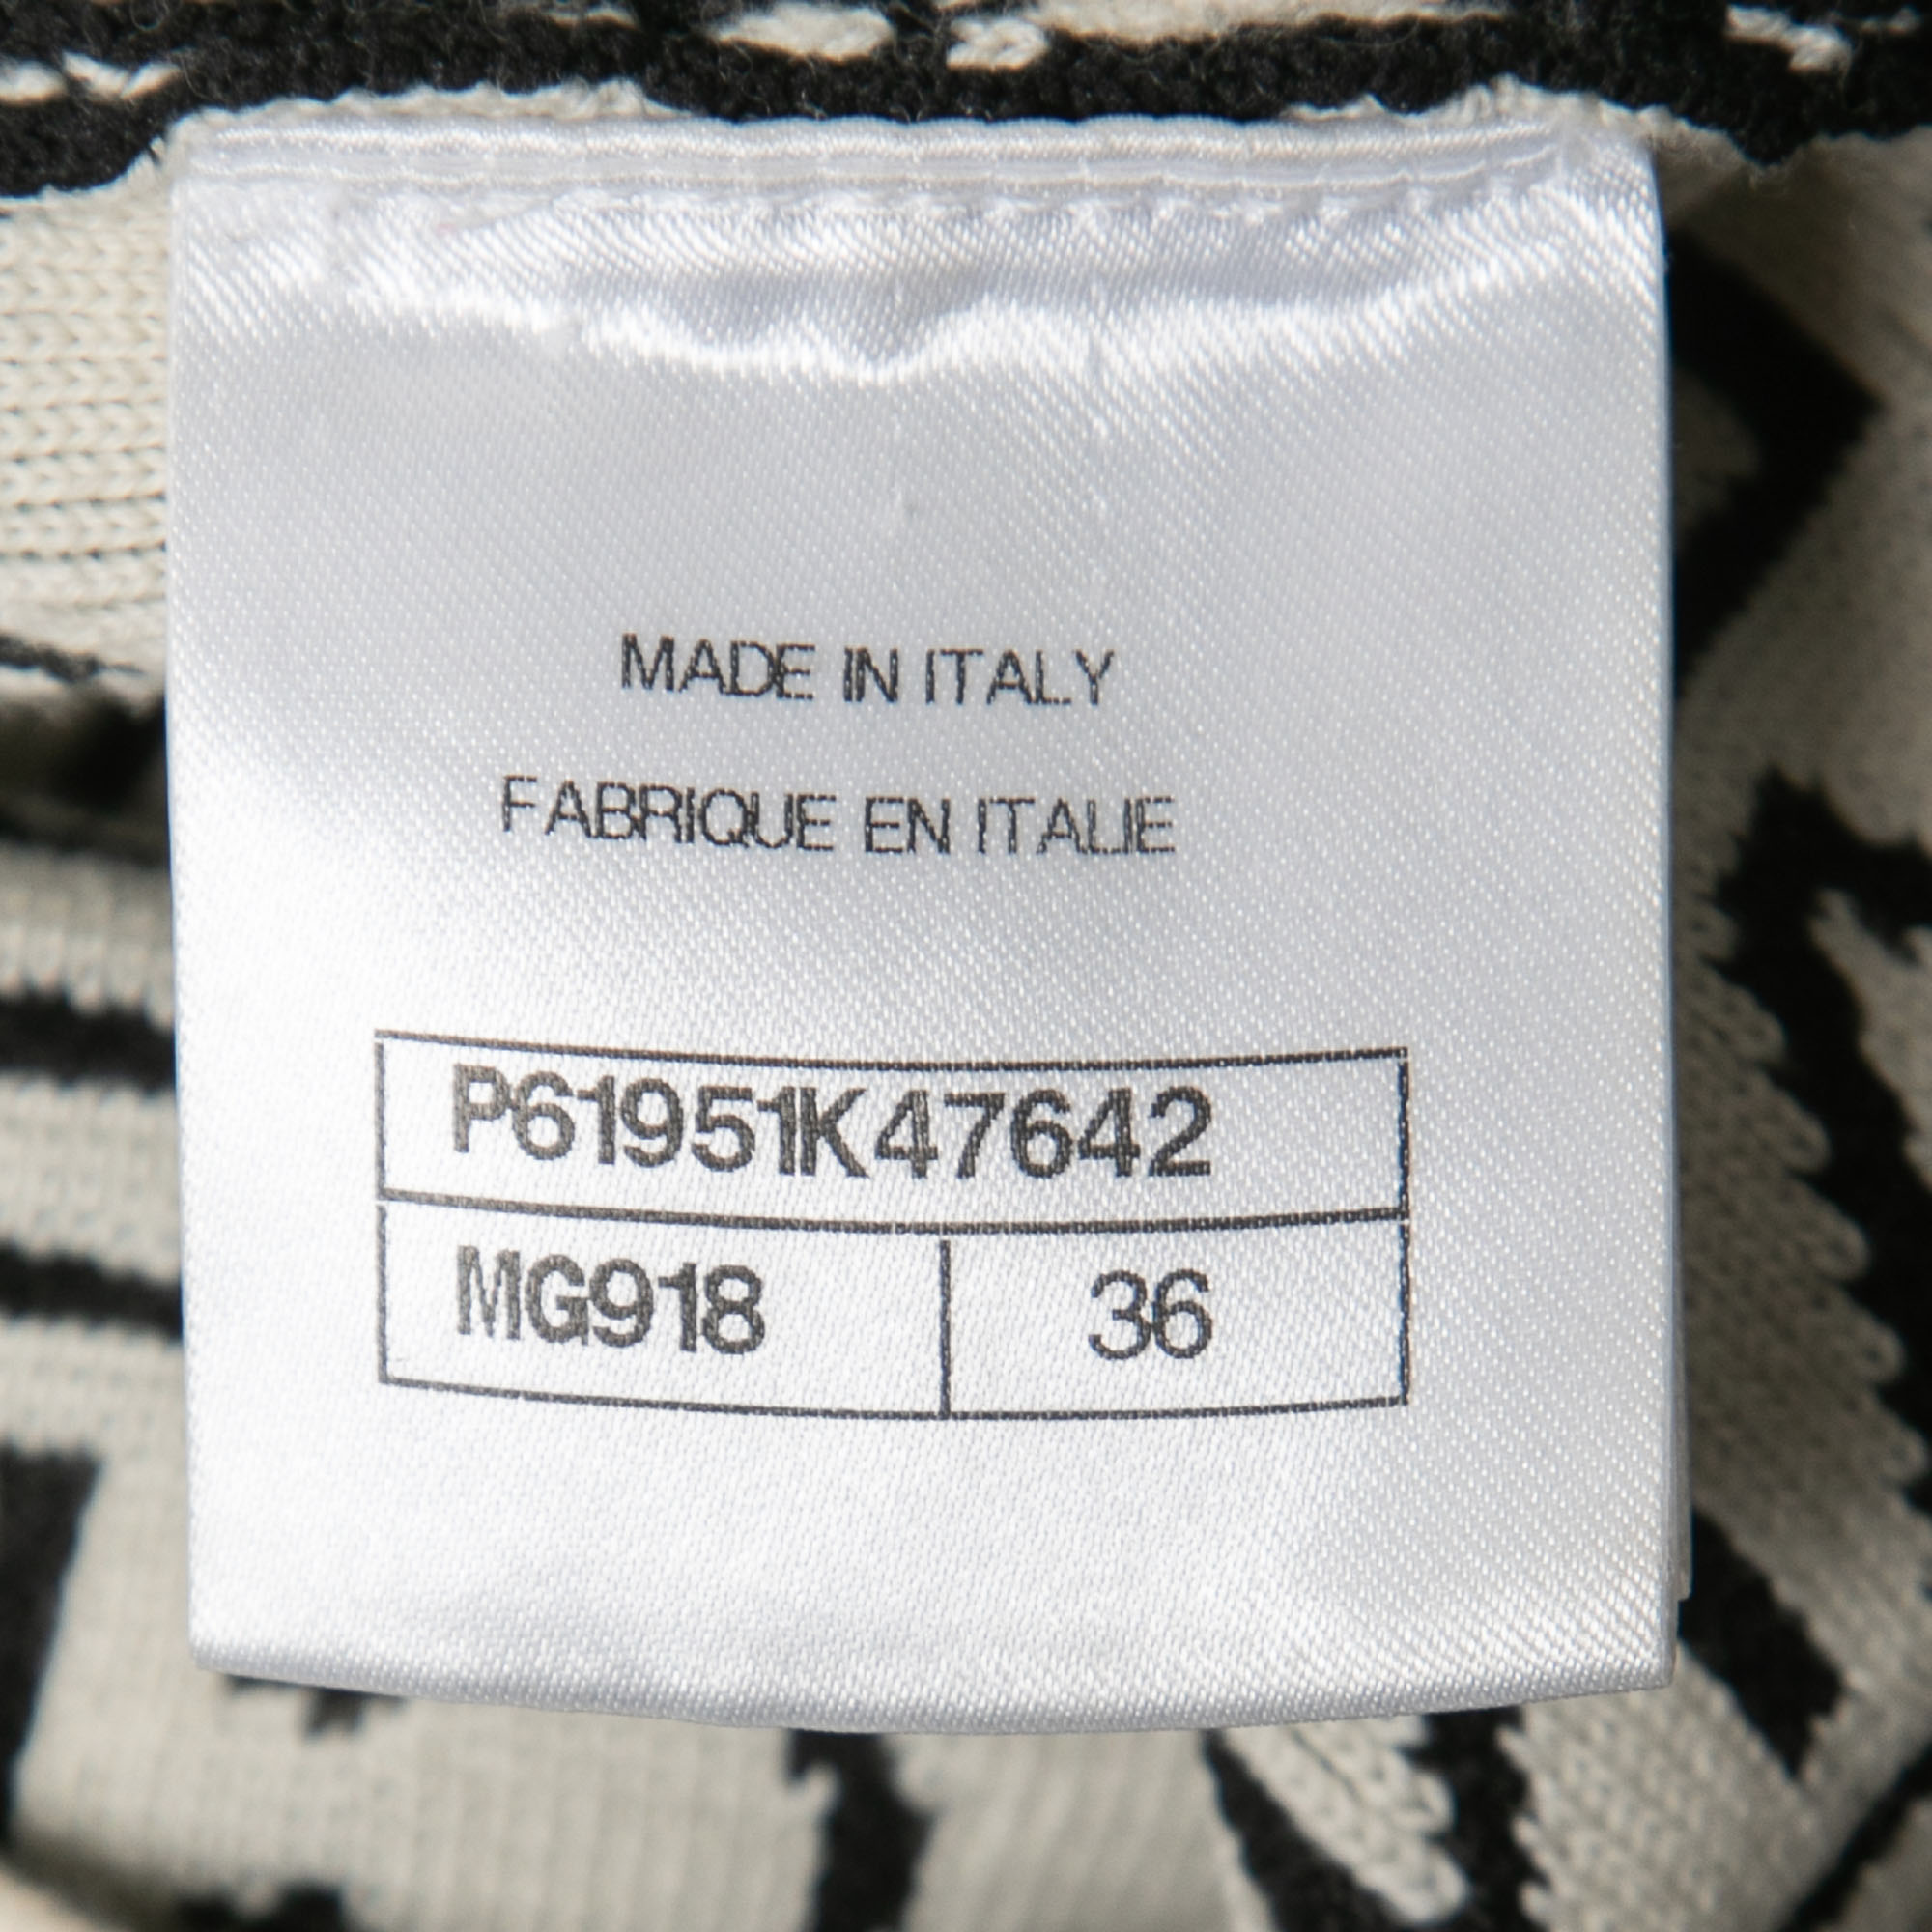 MADE IN ITALY
FABRIQUE EN ITALIE
P61951K47642
MG918 36